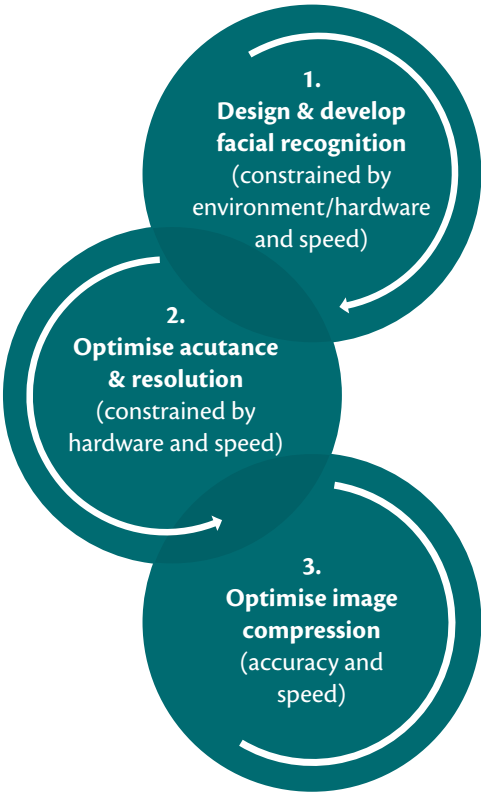 1.
Design & develop
facial recognition
(constrained by
environment/hardware
and speed)
2.
Optimise acutance
& resolution
(constrained by
hardware and speed)
3.
Optimise image
compression
(accuracy and
speed)